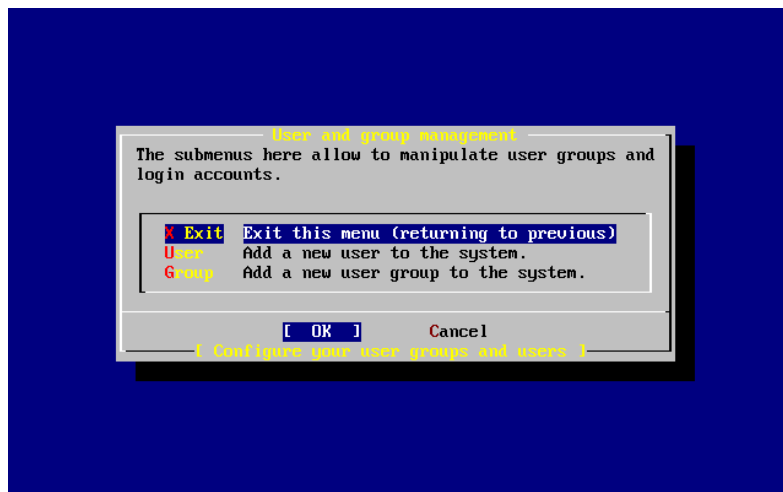 User and group management
The submenus here allow to manipulate user groups and
login accounts.
X Exit Exit this menu (returning to previous)
User Add a new user to the system.
Group Add a new user group to the system.
[ OK ] Cancel
[ Configure your user groups and users ]